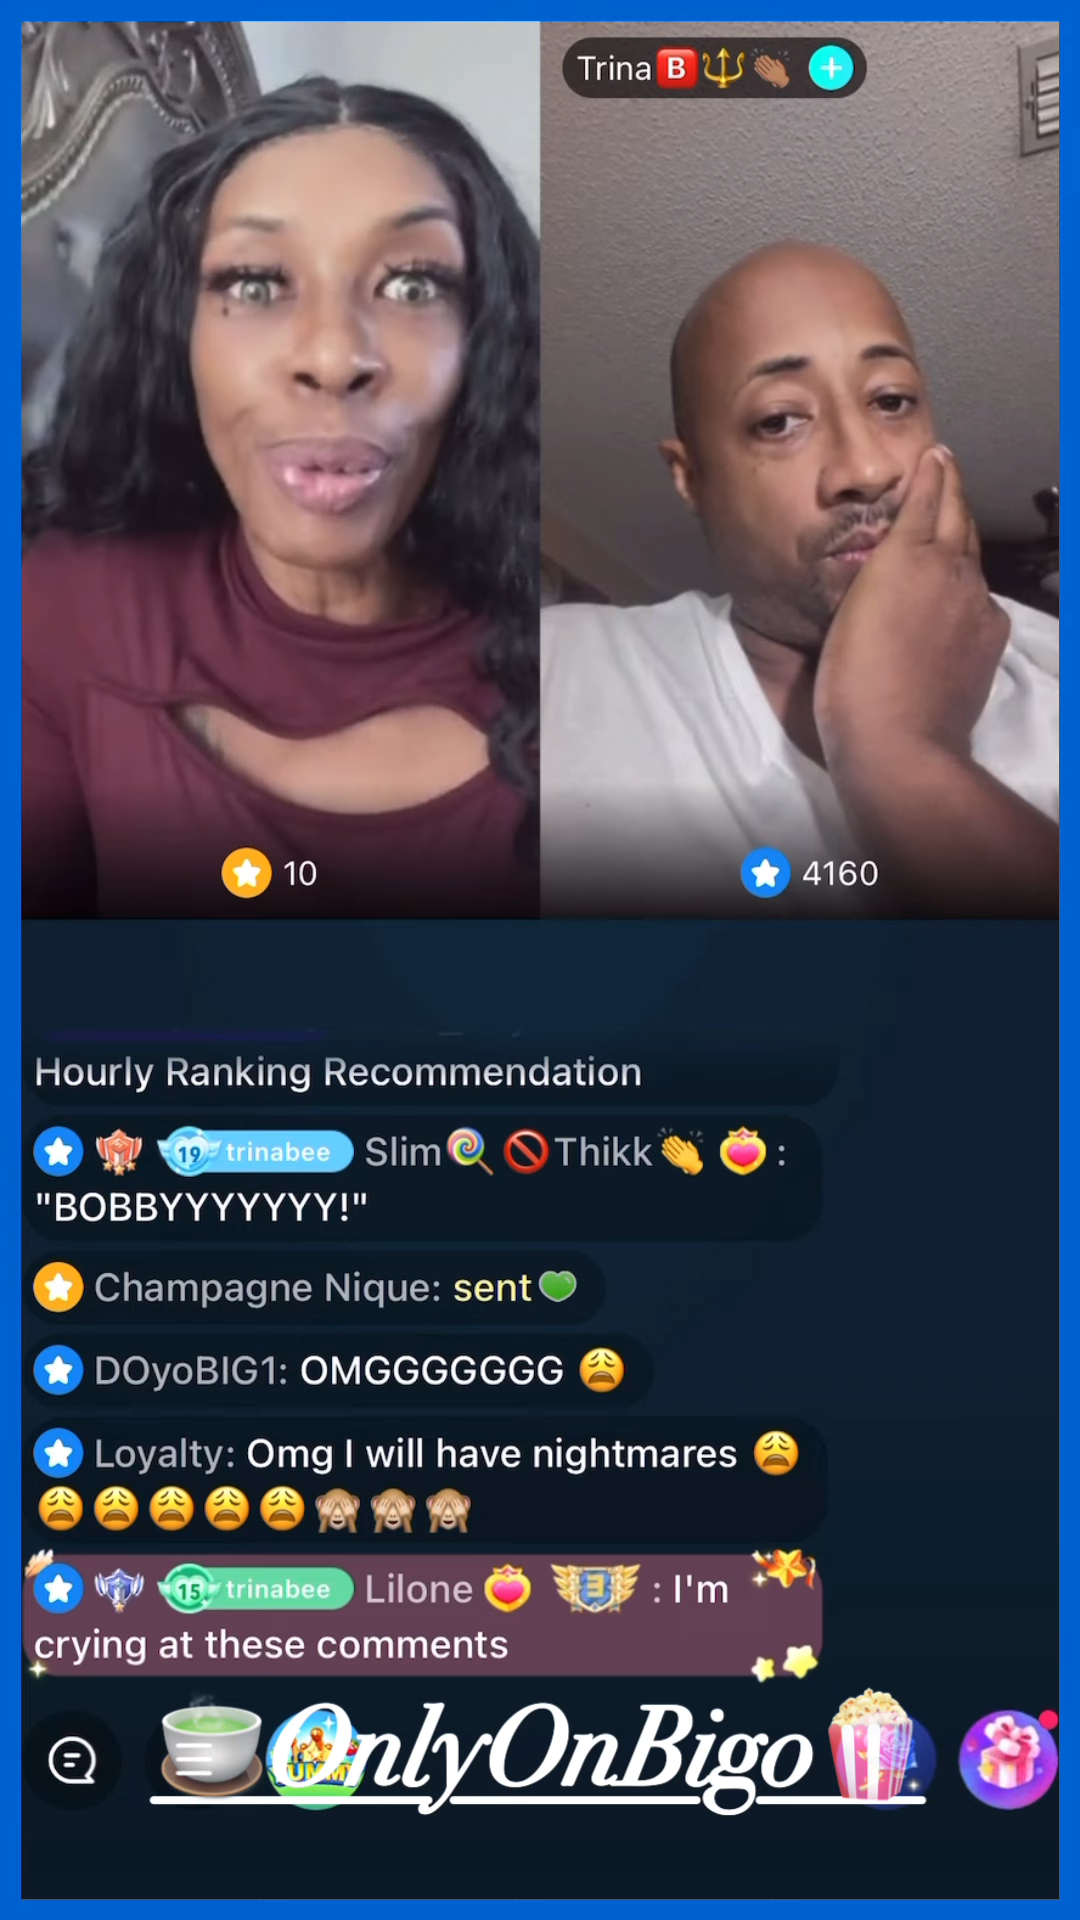 Trina🅱️🔱👏🏽
10
4160
Hourly Ranking Recommendation
19 trinabee Slim🍭🚫Thikk👏 :
"BOBBYYYYYYY!"
Champagne Nique: sent💚
DOyoBIG1: OMGGGGGGG 😩
Loyalty: Omg I will have nightmares 😩
😩😩😩😩😩🙈🙈🙈
15 trinabee Lilone 3 : I'm
crying at these comments
🍵OnlyOnBigo🍿